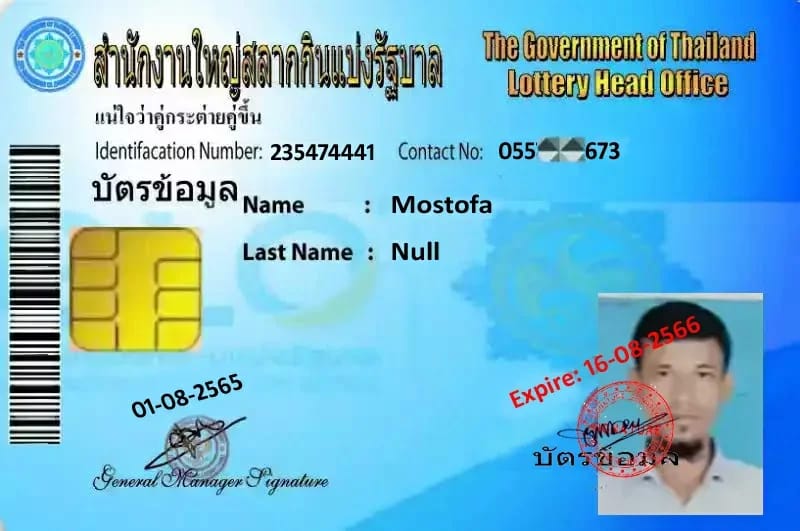 สำนักงานใหญ่สลากกินแบ่งรัฐบาล
The Government of Thailand
Lottery Head Office
แน่ใจว่าคู่กระต่ายคู่ขึ้น
Identifacation Number: 235474441 Contact No: 055 673
บัตรข้อมูล
Name : Mostofa
Last Name : Null
Expire: 16-08-2566
01-08-2565
บัตรข้อมูล
General Manager Signature